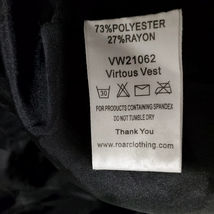 73%POLYESTER
27%RAYON
VW21062
Virtous Vest
30
ALL PRODUCTS CONTAINING SPANDEX
DO NOT TUMBLE DRY
Thank You
www.roarclothing.com